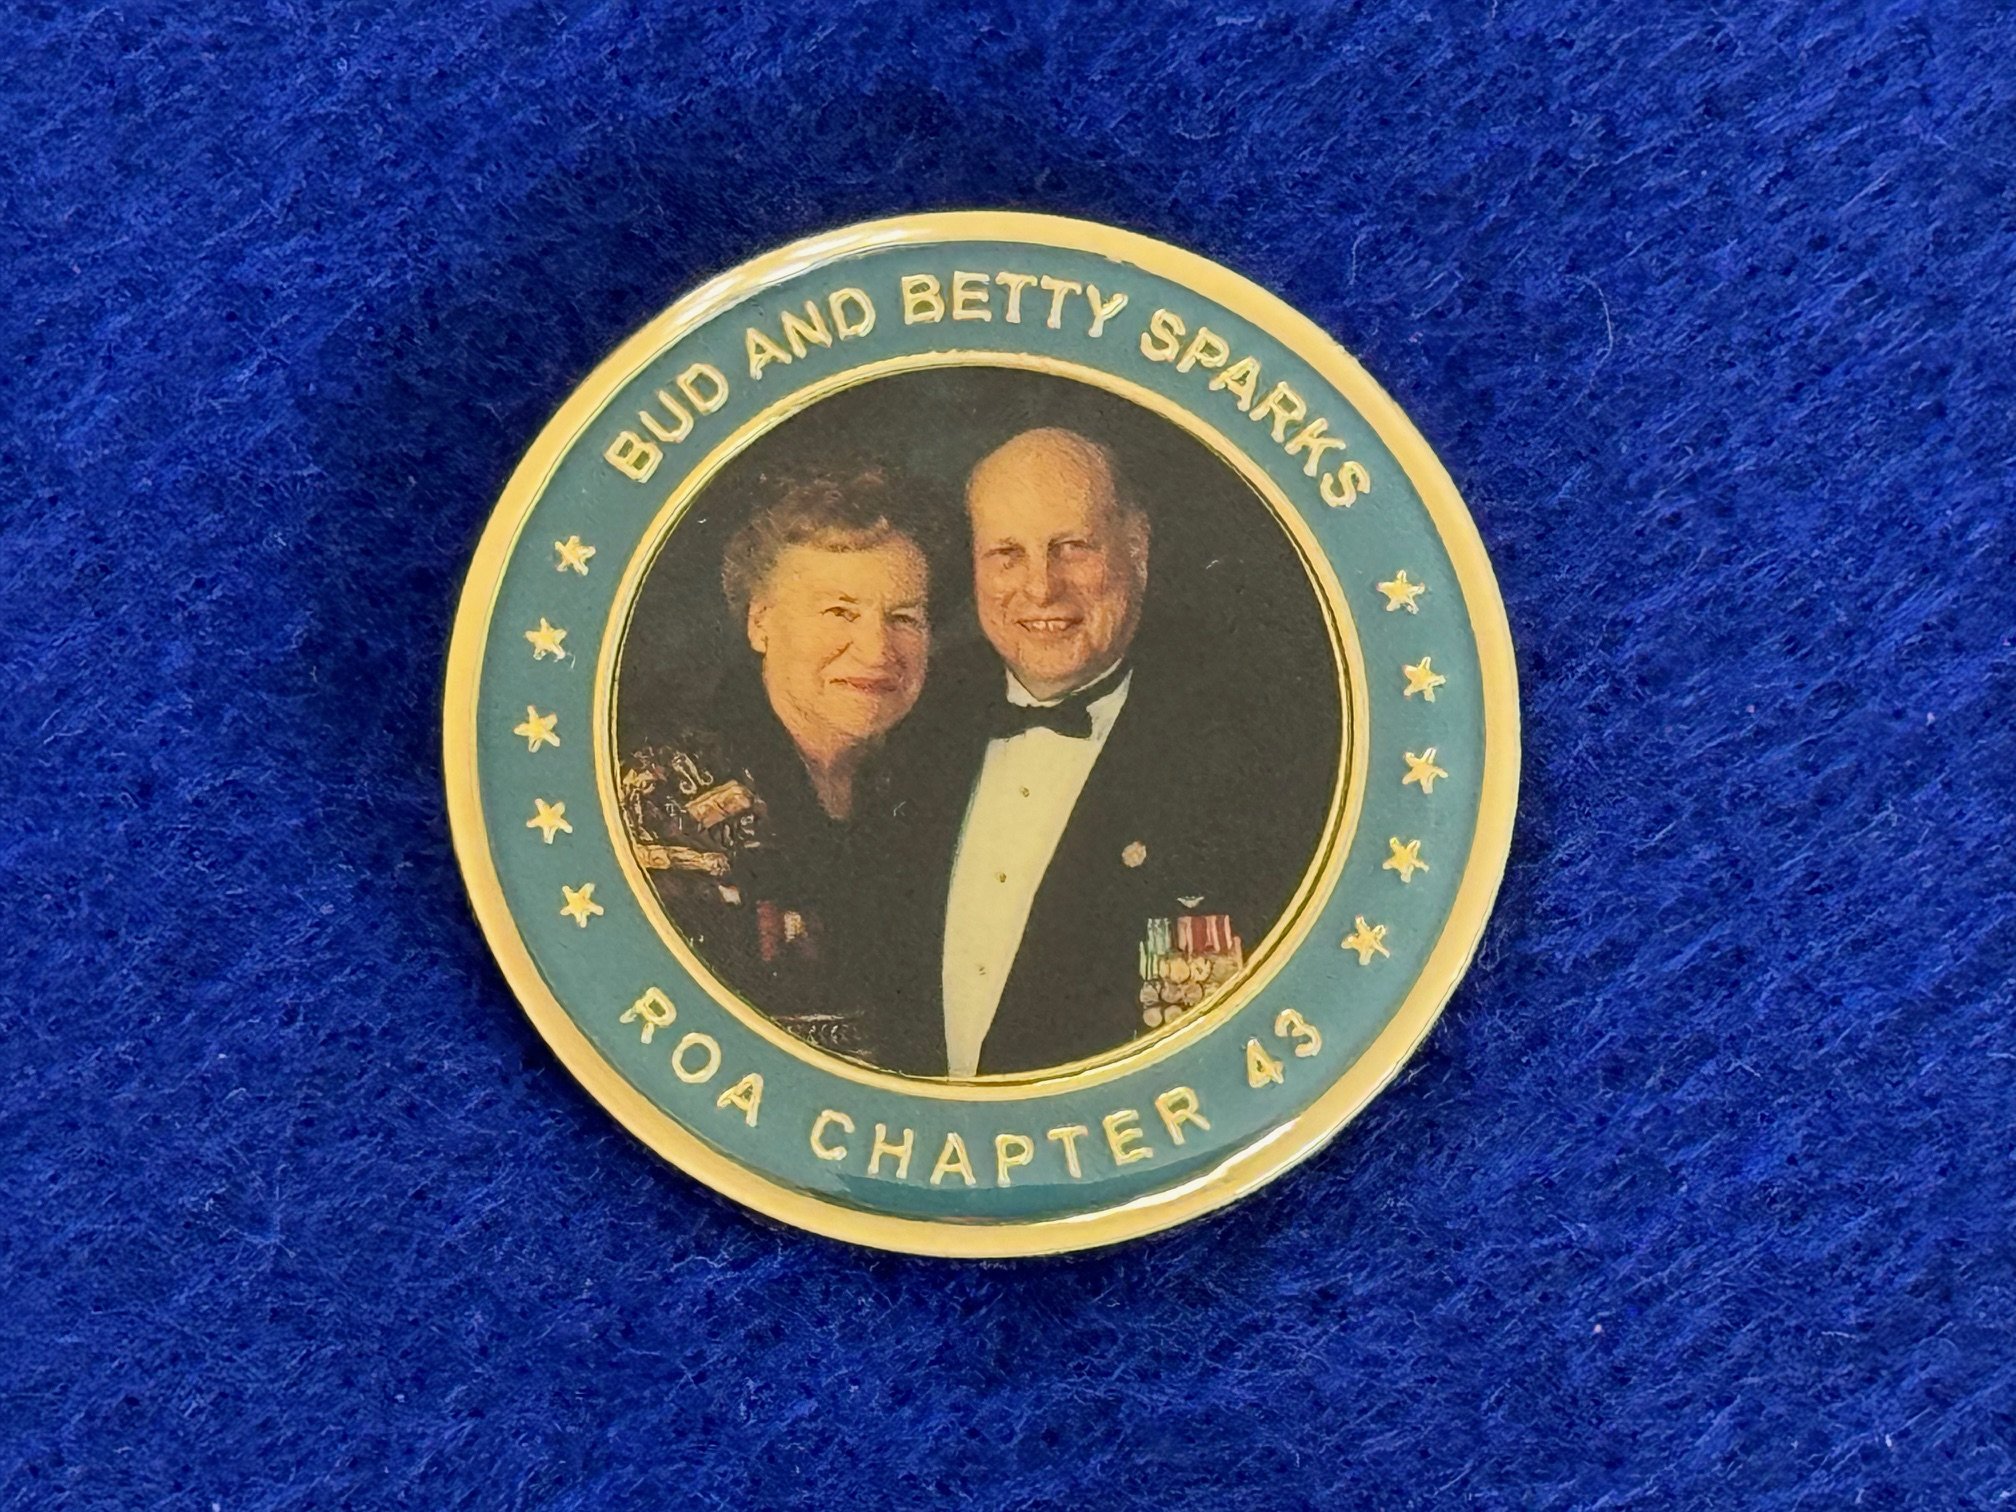 BUD AND BETTY SPARKS
ROA CHAPTER 43